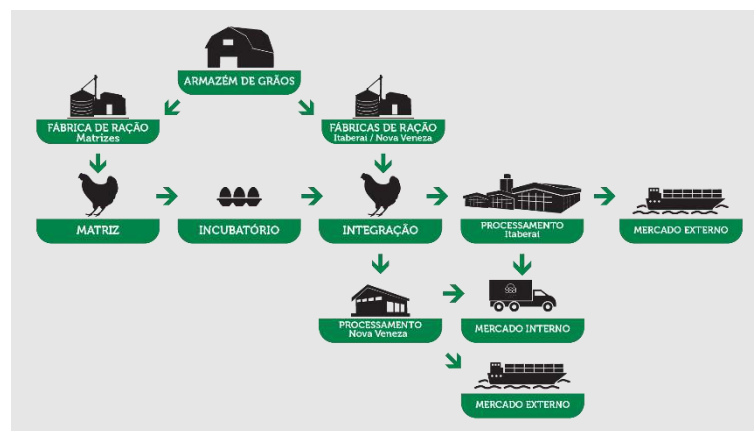 ARMAZÉM DE GRÃOS
FÁBRICA DE RAÇÃO
Matrizes
FÁBRICAS DE RAÇÃO
Itaberaí / Nova Veneza
MATRIZ
INCUBATÓRIO
INTEGRAÇÃO
PROCESSAMENTO
Itaberaí
MERCADO EXTERNO
PROCESSAMENTO
Nova Veneza
MERCADO INTERNO
MERCADO EXTERNO